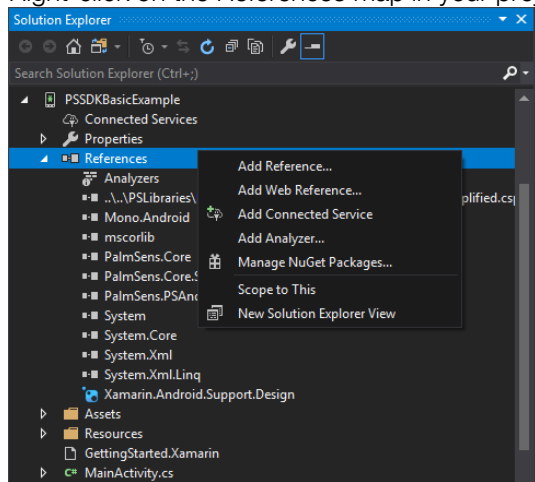 Right-click on the References map in your pro
Solution Explorer
Search Solution Explorer (Ctrl+;)
PSSDKBasicExample
Connected Services
Properties
References
Analyzers
..\..\PSLibraries\
plified.csp
Mono.Android
mscorlib
PalmSens.Core
PalmSens.Core.S
PalmSens.PSAnd
System
System.Core
System.Xml
System.Xml.Linq
Xamarin.Android.Support.Design
Assets
Resources
GettingStarted.Xamarin
C# MainActivity.cs
Add Reference...
Add Web Reference...
Add Connected Service
Add Analyzer...
Manage NuGet Packages...
Scope to This
New Solution Explorer View